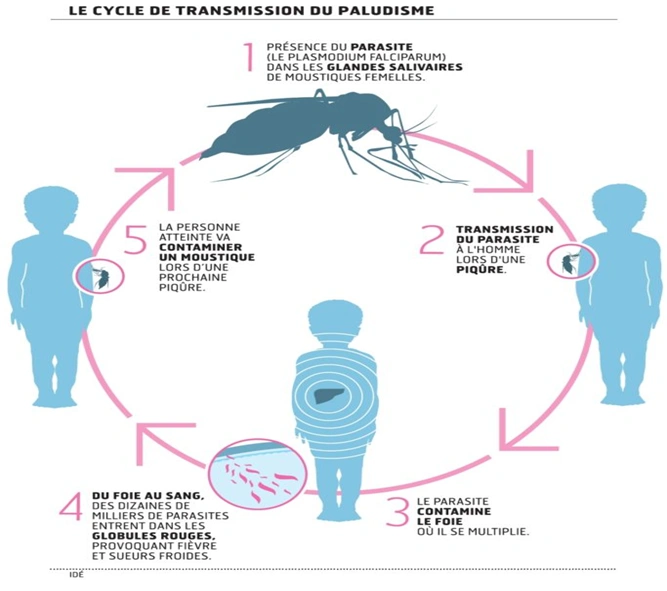 LE CYCLE DE TRANSMISSION DU PALUDISME
1
PRÉSENCE DU PARASITE
(LE PLASMODIUM FALCIPARUM)
DANS LES GLANDES SALIVAIRES
DE MOUSTIQUES FEMELLES.
2
TRANSMISSION
DU PARASITE
À L'HOMME
LORS D'UNE
PIQÛRE.
3
LE PARASITE
CONTAMINE
LE FOIE
OÙ IL SE MULTIPLIE.
4
DU FOIE AU SANG,
DES DIZAINES DE
MILLIERS DE PARASITES
ENTRENT DANS LES
GLOBULES ROUGES,
PROVOQUANT FIÈVRE
ET SUEURS FROIDES.
5
LA PERSONNE
ATTEINTE VA
CONTAMINER
UN MOUSTIQUE
LORS D'UNE
PROCHAINE
PIQÛRE.
IDÉ